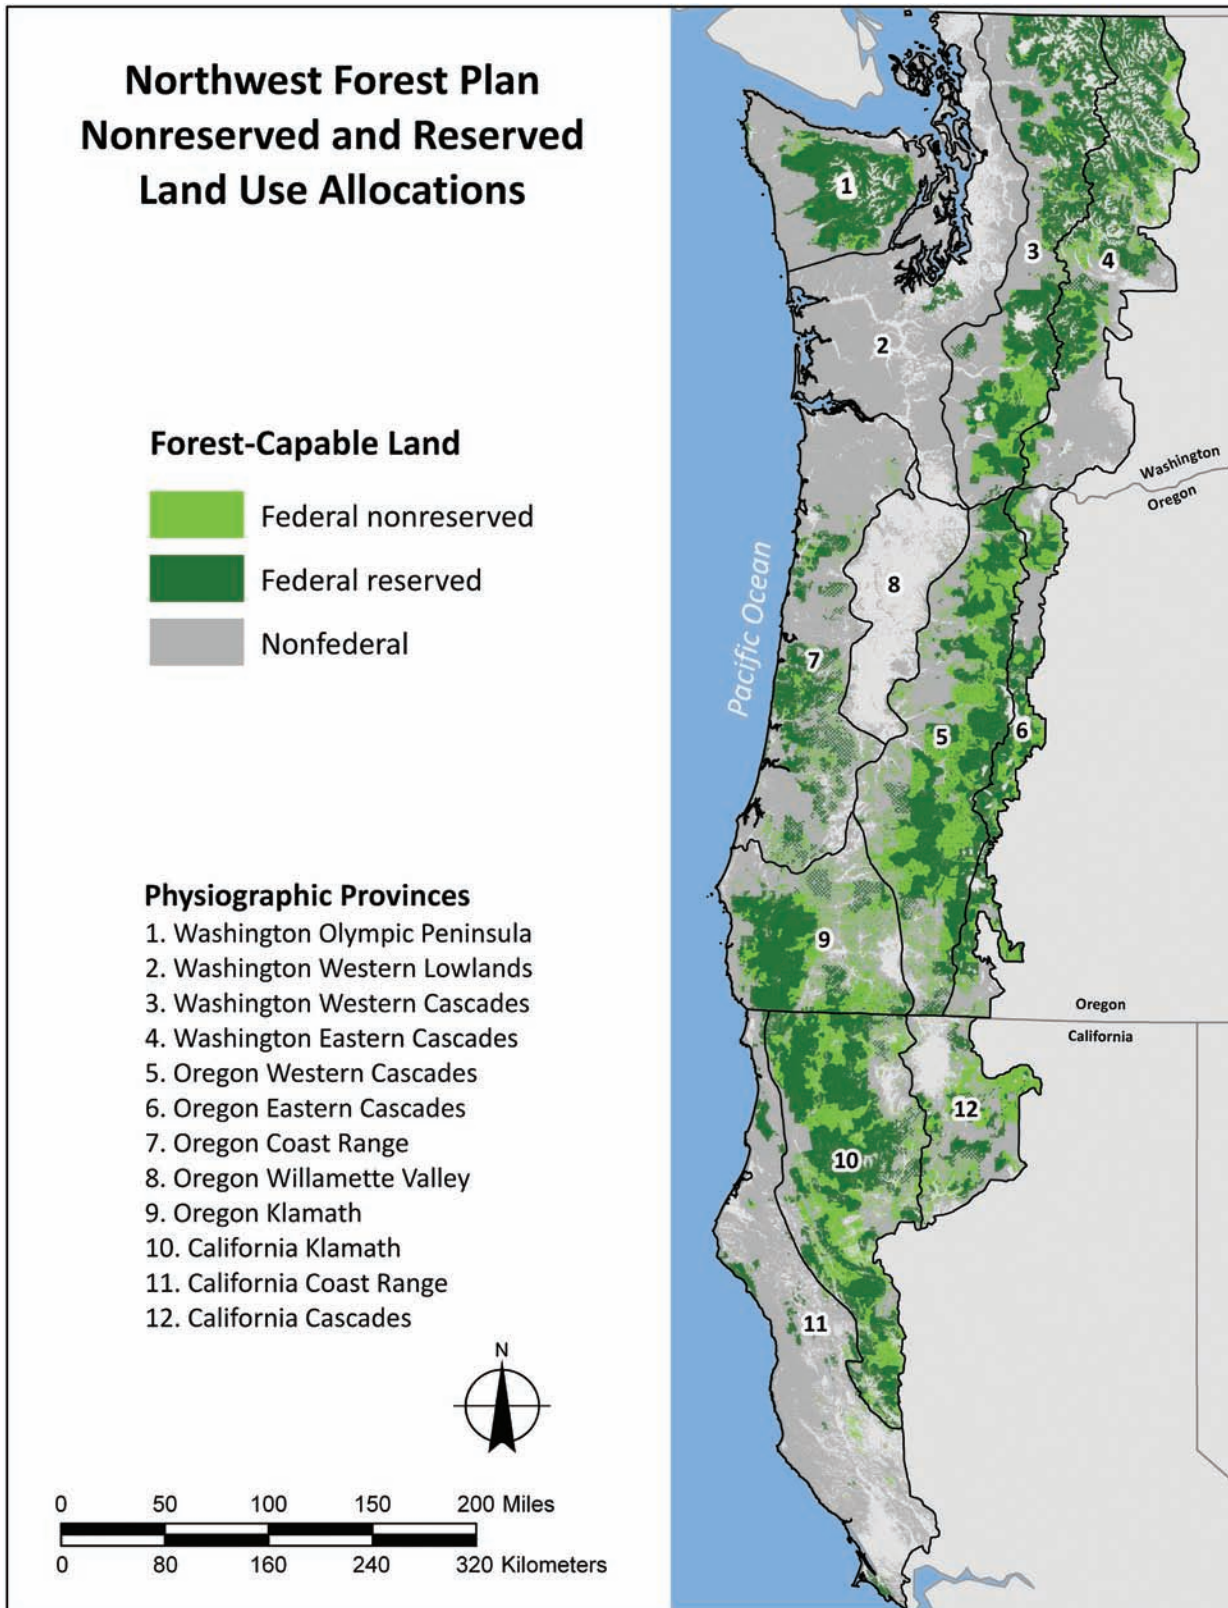 Northwest Forest Plan
Nonreserved and Reserved
Land Use Allocations
Forest-Capable Land
Federal nonreserved
Federal reserved
Nonfederal
Physiographic Provinces
1. Washington Olympic Peninsula
2. Washington Western Lowlands
3. Washington Western Cascades
4. Washington Eastern Cascades
5. Oregon Western Cascades
6. Oregon Eastern Cascades
7. Oregon Coast Range
8. Oregon Willamette Valley
9. Oregon Klamath
10. California Klamath
11. California Coast Range
12. California Cascades
N
0 50 100 150 200 Miles
0 80 160 240 320 Kilometers
1
3
4
2
Washington
Oregon
Pacific Ocean
8
7
5
6
9
Oregon
California
12
10
11